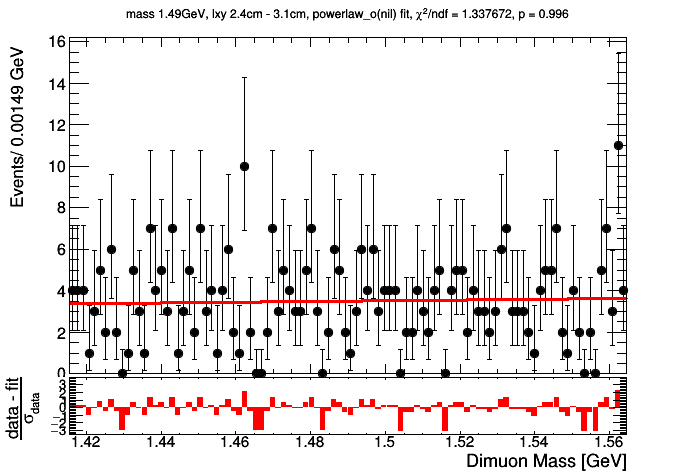 mass 1.49GeV, lxy 2.4cm - 3.1cm, powerlaw_o(nil) fit, χ²/ndf = 1.337672, p = 0.996
Events/ 0.00149 GeV
16
14
12
10
8
6
4
2
0
data - fit
σdata
3
2
1
0
−1
−2
−3
1.42 1.44 1.46 1.48 1.5 1.52 1.54 1.56
Dimuon Mass [GeV]